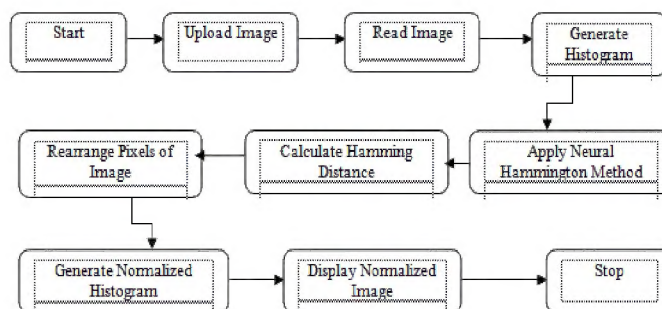 Start
Upload Image
Read Image
Generate
Histogram
Apply Neural
Hammington Method
Calculate Hamming
Distance
Rearrange Pixels of
Image
Generate Normalized
Histogram
Display Normalized
Image
Stop